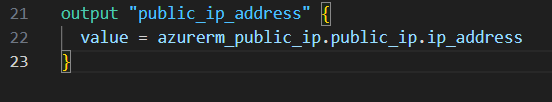 21 output "public_ip_address" {
22 value = azurerm_public_ip.public_ip.ip_address
23 }